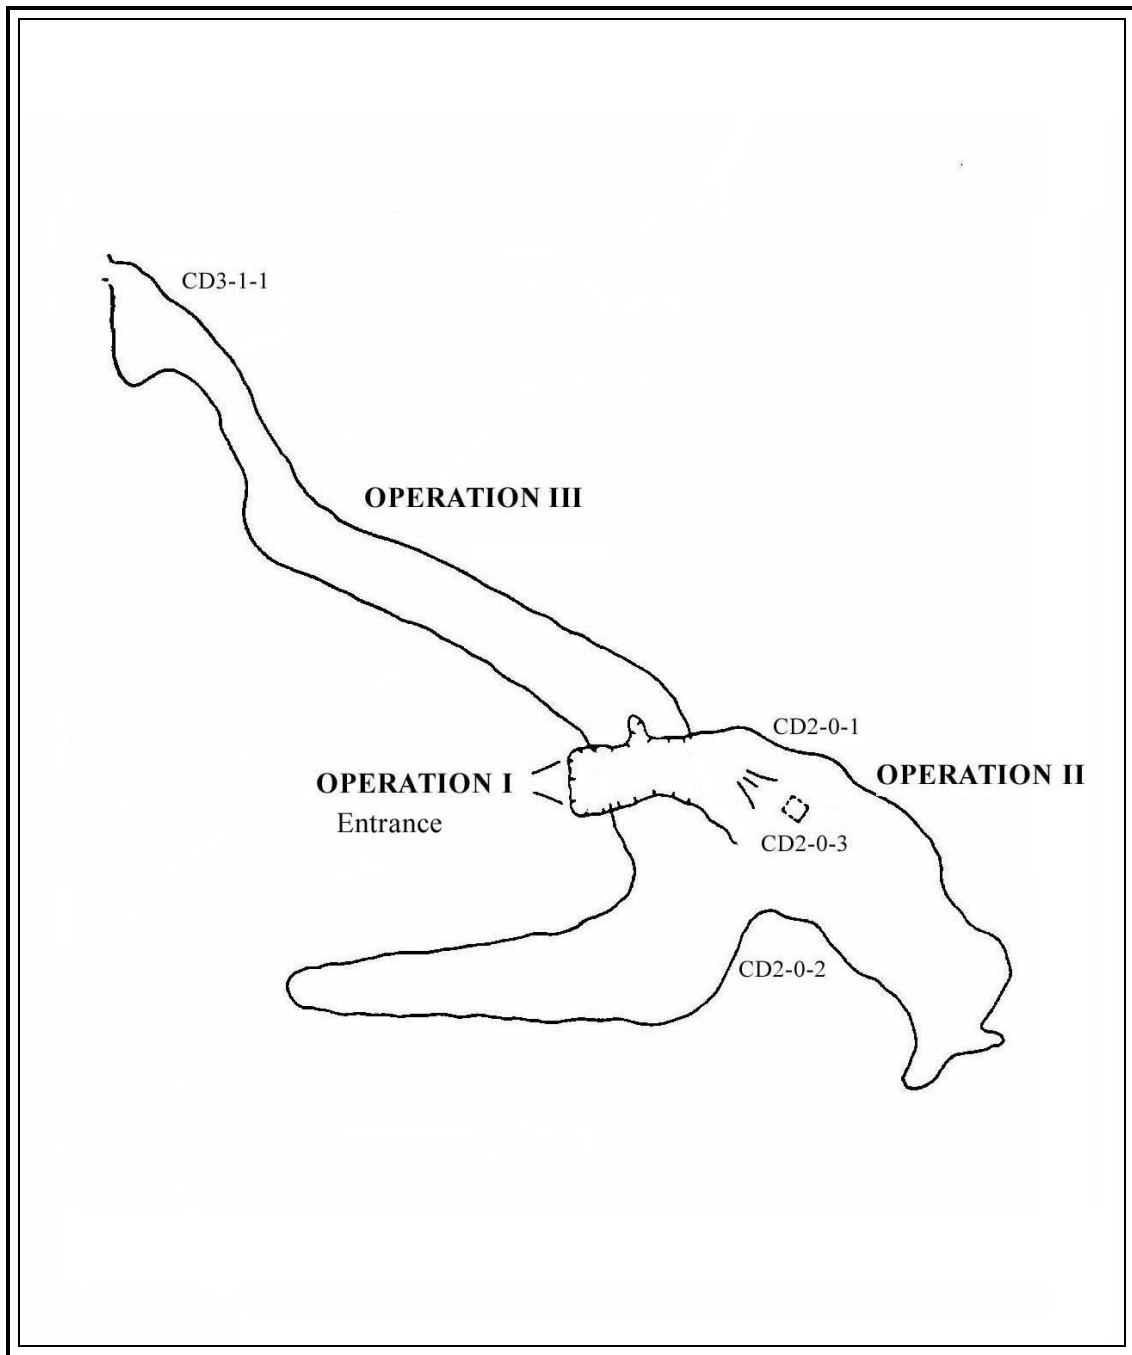 CD3-1-1
OPERATION III
CD2-0-1
OPERATION II
OPERATION I
Entrance
CD2-0-3
CD2-0-2